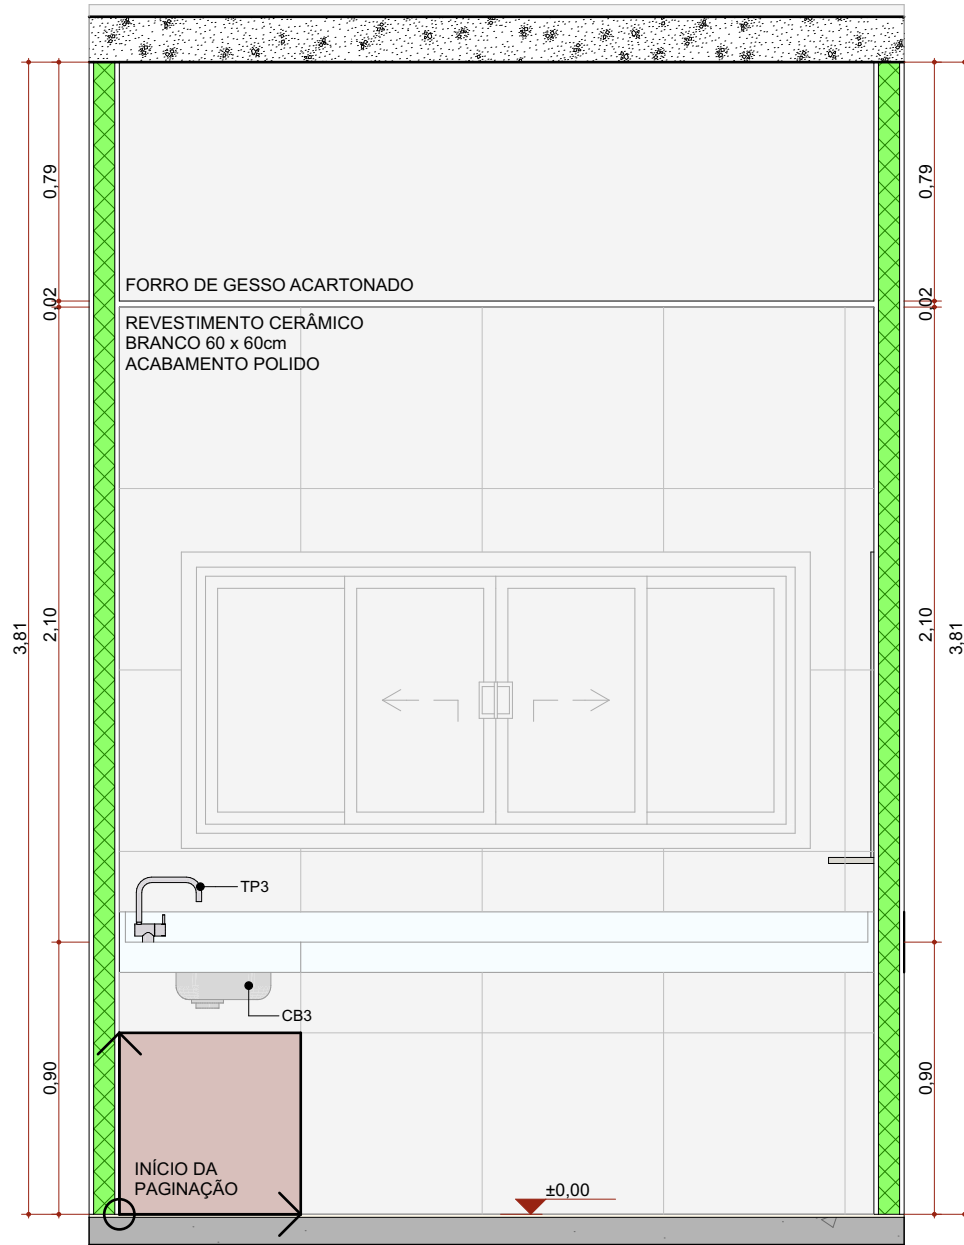 0,79
0,79
FORRO DE GESSO ACARTONADO
0,02
0,02
REVESTIMENTO CERÂMICO
BRANCO 60 x 60cm
ACABAMENTO POLIDO
3,81
2,10
2,10
3,81
TP3
CB3
0,90
0,90
INÍCIO DA
PAGINAÇÃO
±0,00